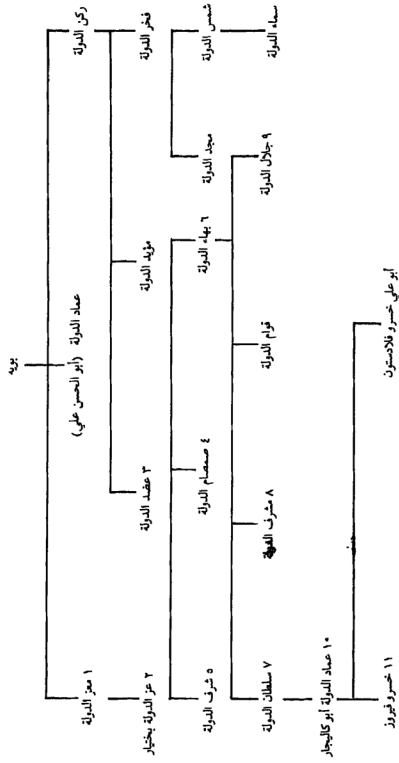 بويه
ركن الدولة
عماد الدولة
(أبو الحسن علي)
١ معز الدولة
فخر الدولة
مؤيد الدولة
٣ عضد الدولة
٢ عز الدولة بختيار
شمس الدولة
مجد الدولة
٦ بهاء الدولة
٤ صمصام الدولة
٥ شرف الدولة
سماء الدولة
٩ جلال الدولة
قوام الدولة
٨ مشرف الدولة
٧ سلطان الدولة
١٠ عماد الدولة أبو كاليجار
أبو علي خسرو فلادستون
١١ خسرو فيروز